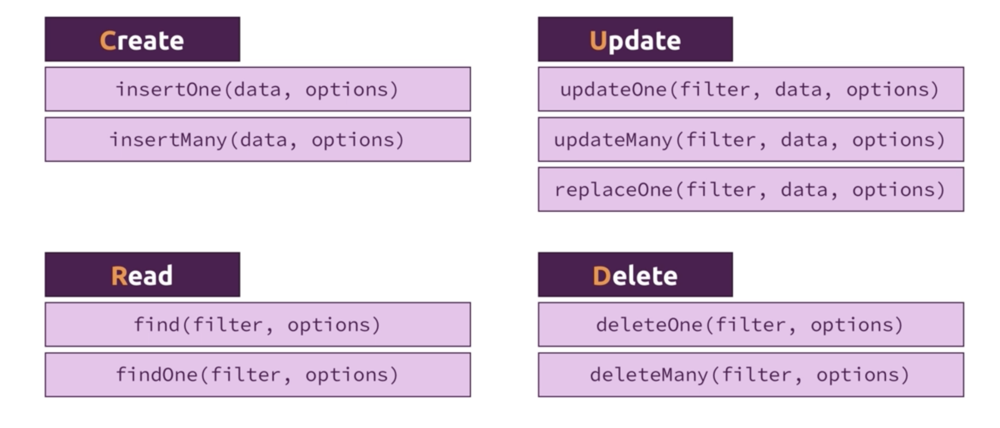 Create
insertOne(data, options)
insertMany(data, options)
Update
updateOne(filter, data, options)
updateMany(filter, data, options)
replaceOne(filter, data, options)
Read
find(filter, options)
findOne(filter, options)
Delete
deleteOne(filter, options)
deleteMany(filter, options)